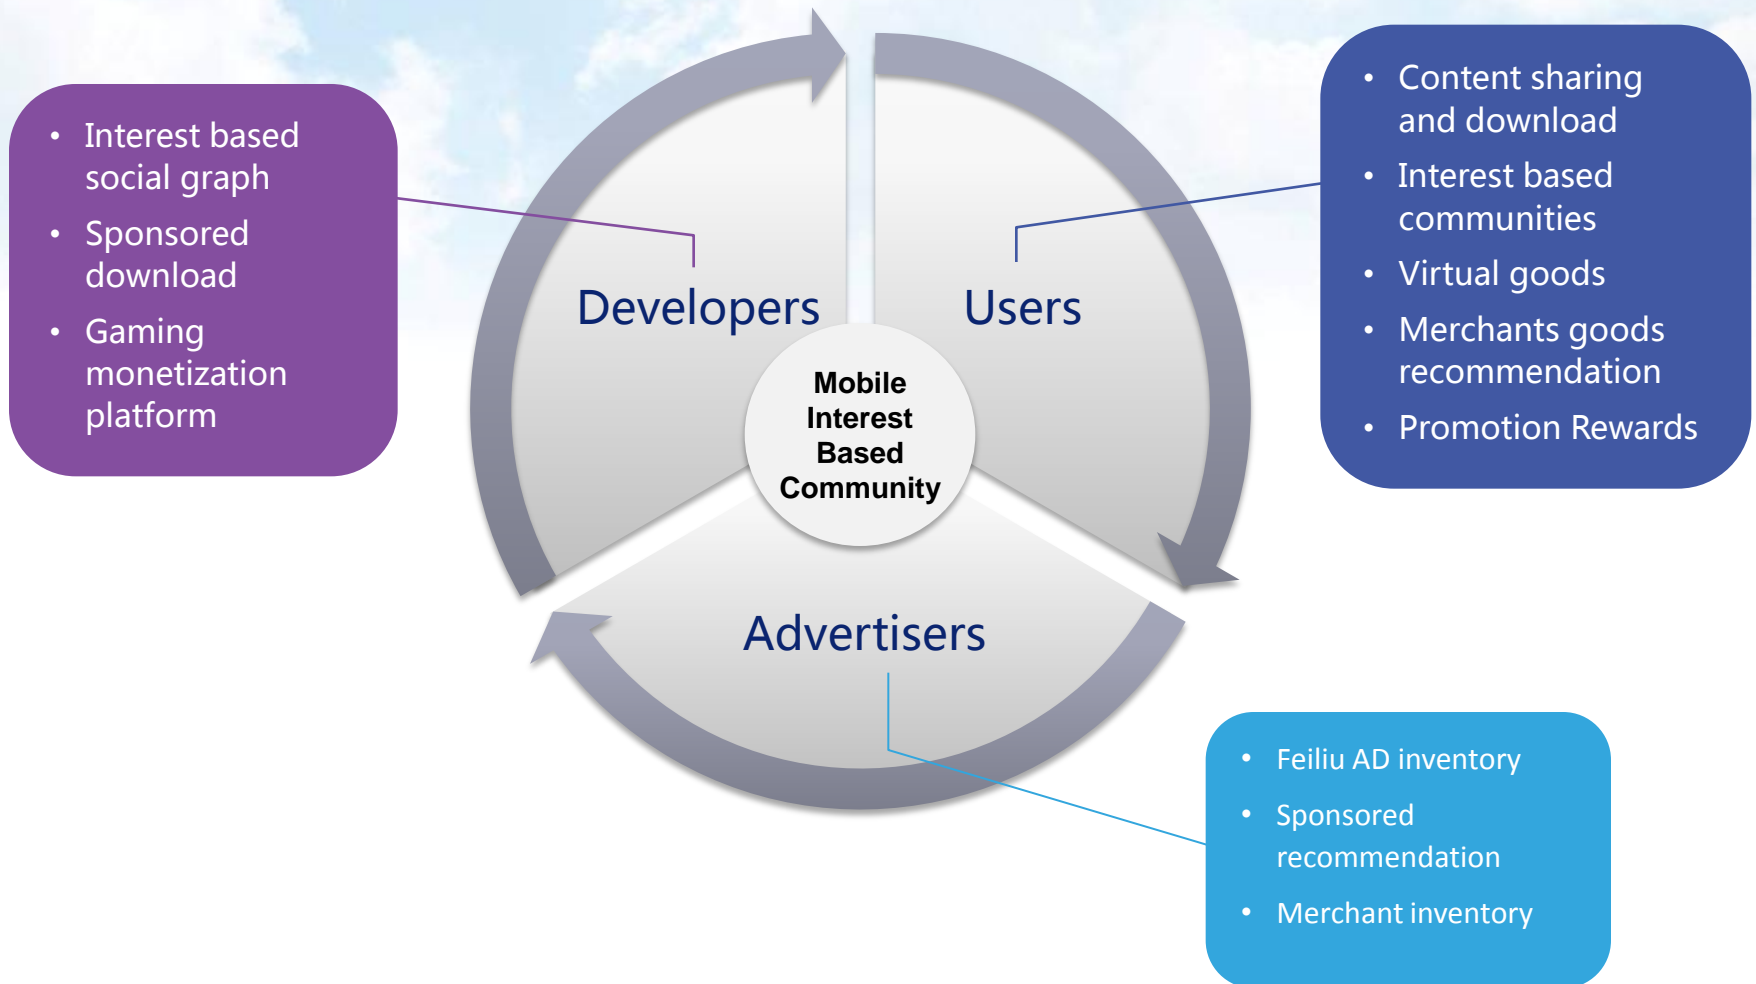 • Interest based
social graph
• Sponsored
download
• Gaming
monetization
platform
Developers
Users
Mobile
Interest
Based
Community
Advertisers
• Content sharing
and download
• Interest based
communities
• Virtual goods
• Merchants goods
recommendation
• Promotion Rewards
• Feiliu AD inventory
• Sponsored
recommendation
• Merchant inventory